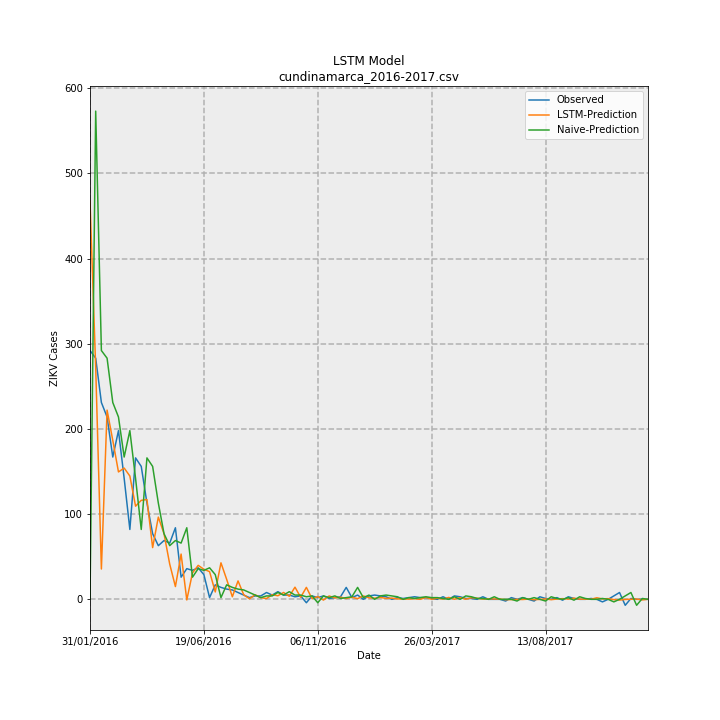 LSTM Model
cundinamarca_2016-2017.csv
Observed
LSTM-Prediction
Naive-Prediction
600
500
400
300
200
100
0
ZIKV Cases
31/01/2016
19/06/2016
06/11/2016
26/03/2017
13/08/2017
Date